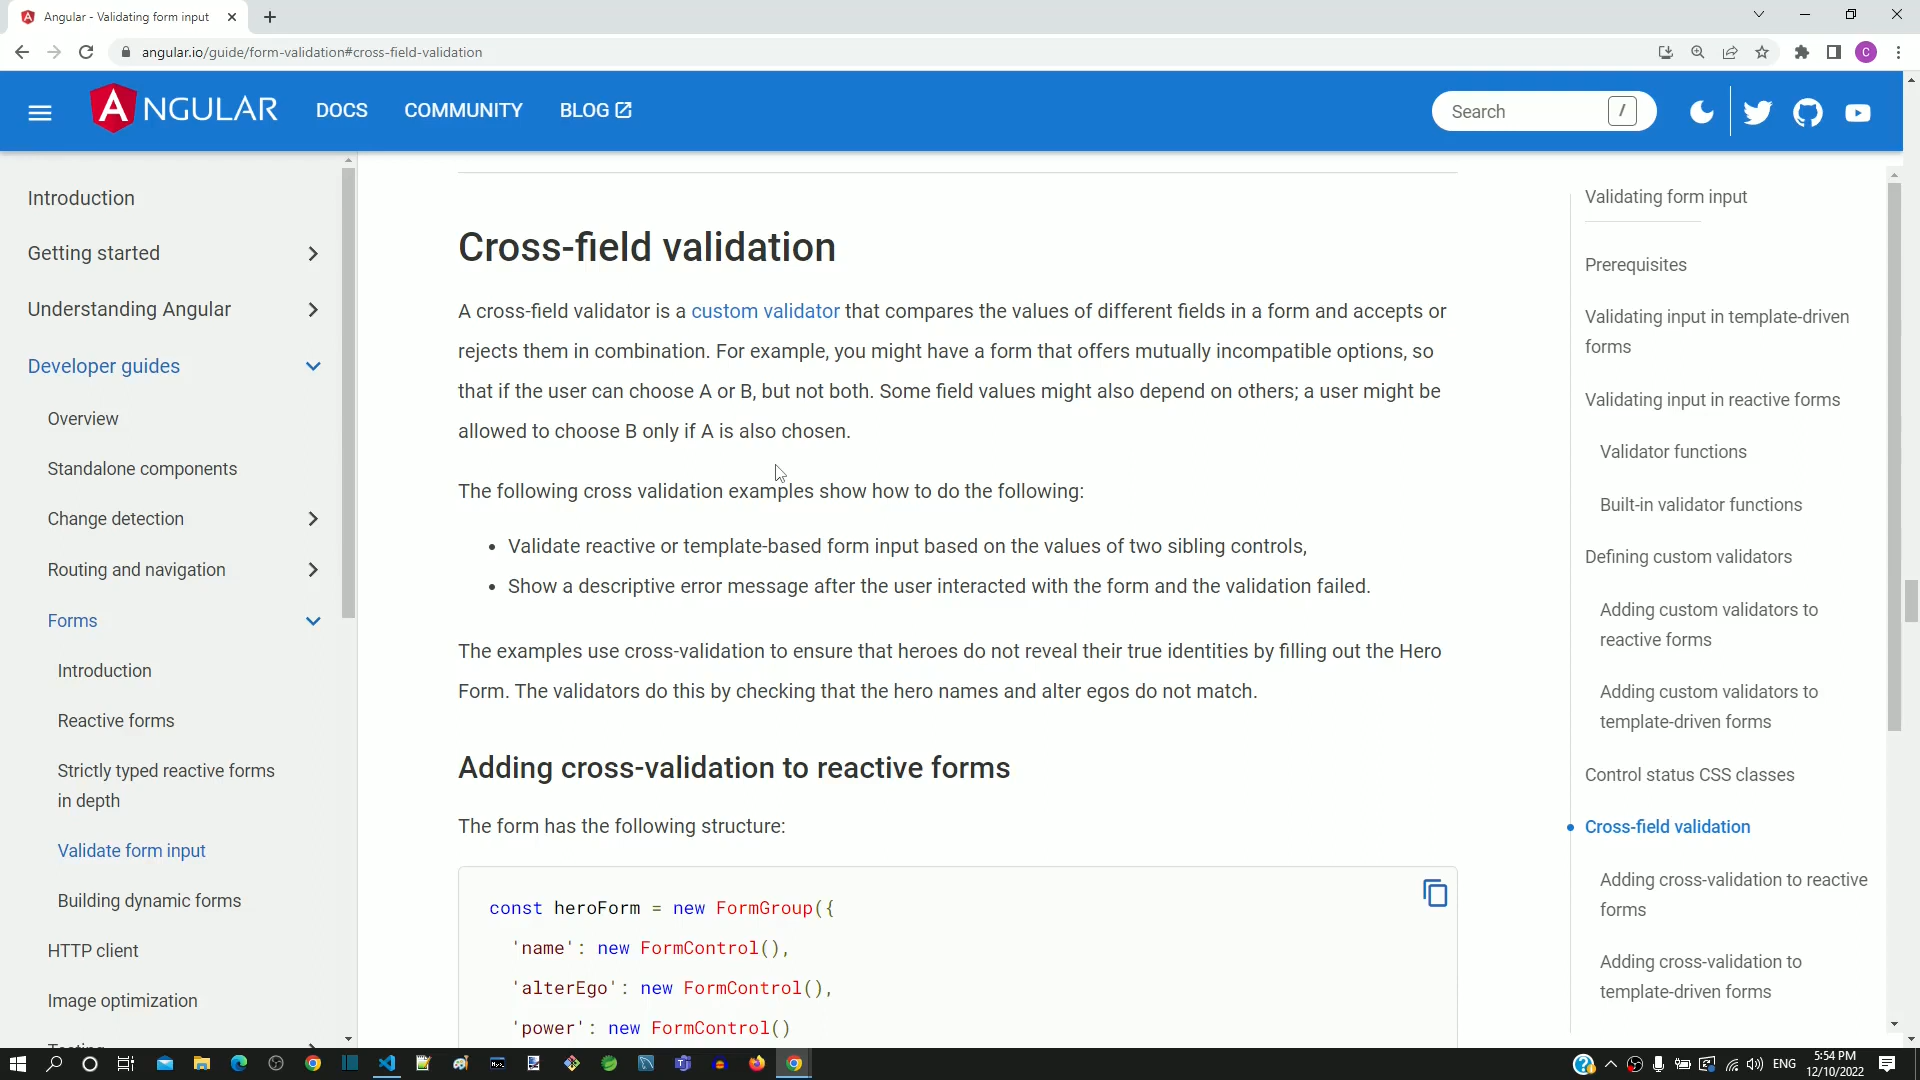 Angular - Validating form input
angular.io/guide/form-validation#cross-field-validation
C
ANGULAR
DOCS
COMMUNITY
BLOG
Search
/
Introduction
Getting started
Understanding Angular
Developer guides
Overview
Standalone components
Change detection
Routing and navigation
Forms
Introduction
Reactive forms
Strictly typed reactive forms
in depth
Validate form input
Building dynamic forms
HTTP client
Image optimization
Testing
Cross-field validation
A cross-field validator is a custom validator that compares the values of different fields in a form and accepts or
rejects them in combination. For example, you might have a form that offers mutually incompatible options, so
that if the user can choose A or B, but not both. Some field values might also depend on others; a user might be
allowed to choose B only if A is also chosen.
The following cross validation examples show how to do the following:
• Validate reactive or template-based form input based on the values of two sibling controls,
• Show a descriptive error message after the user interacted with the form and the validation failed.
The examples use cross-validation to ensure that heroes do not reveal their true identities by filling out the Hero
Form. The validators do this by checking that the hero names and alter egos do not match.
Adding cross-validation to reactive forms
The form has the following structure:
const heroForm = new FormGroup({
'name': new FormControl(),
'alterEgo': new FormControl(),
'power': new FormControl()
Validating form input
Prerequisites
Validating input in template-driven
forms
Validating input in reactive forms
Validator functions
Built-in validator functions
Defining custom validators
Adding custom validators to
reactive forms
Adding custom validators to
template-driven forms
Control status CSS classes
Cross-field validation
Adding cross-validation to reactive
forms
Adding cross-validation to
template-driven forms
ENG
5:54 PM
12/10/2022